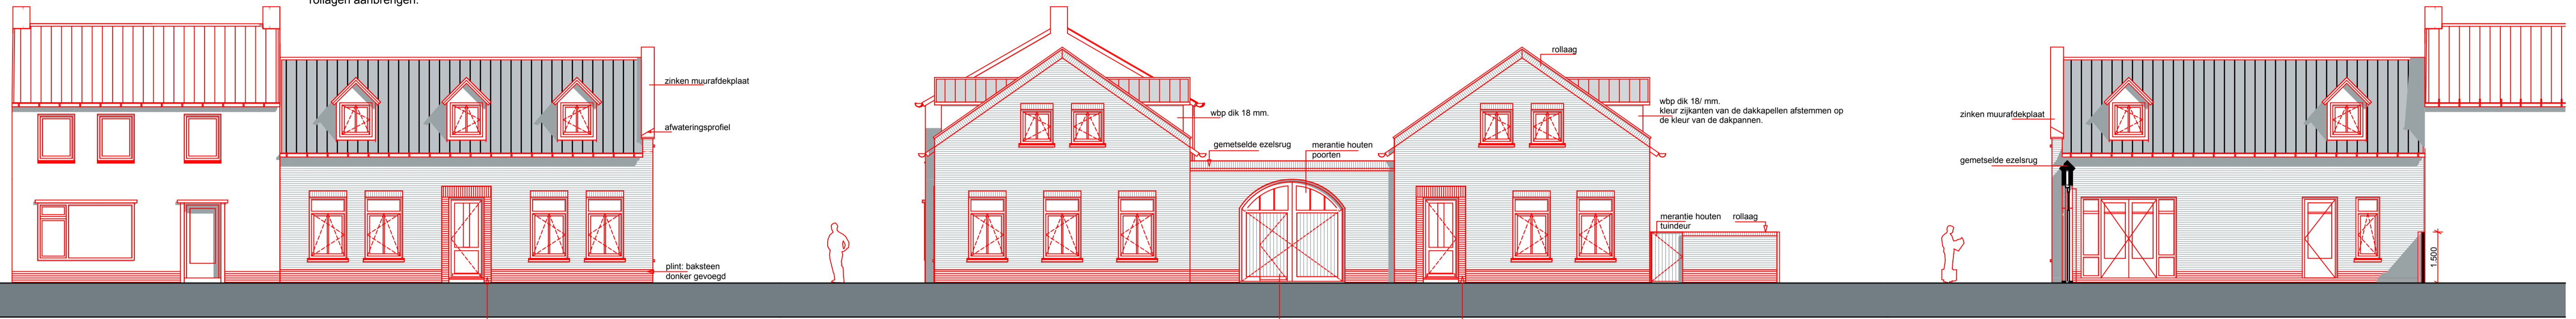 rollagen aanbrengen.
zinken muurafdekplaat
afwateringsprofiel
plint: baksteen
donker gevoegd
wbp dik 18 mm.
gemetselde ezelsrug
merantie houten
poorten
rollaag
wbp dik 18/ mm.
kleur zijkanten van de dakkapellen afstemmen op
de kleur van de dakpannen.
merantie houten
tuindeur
rollaag
zinken muurafdekplaat
gemetselde ezelsrug
1.500